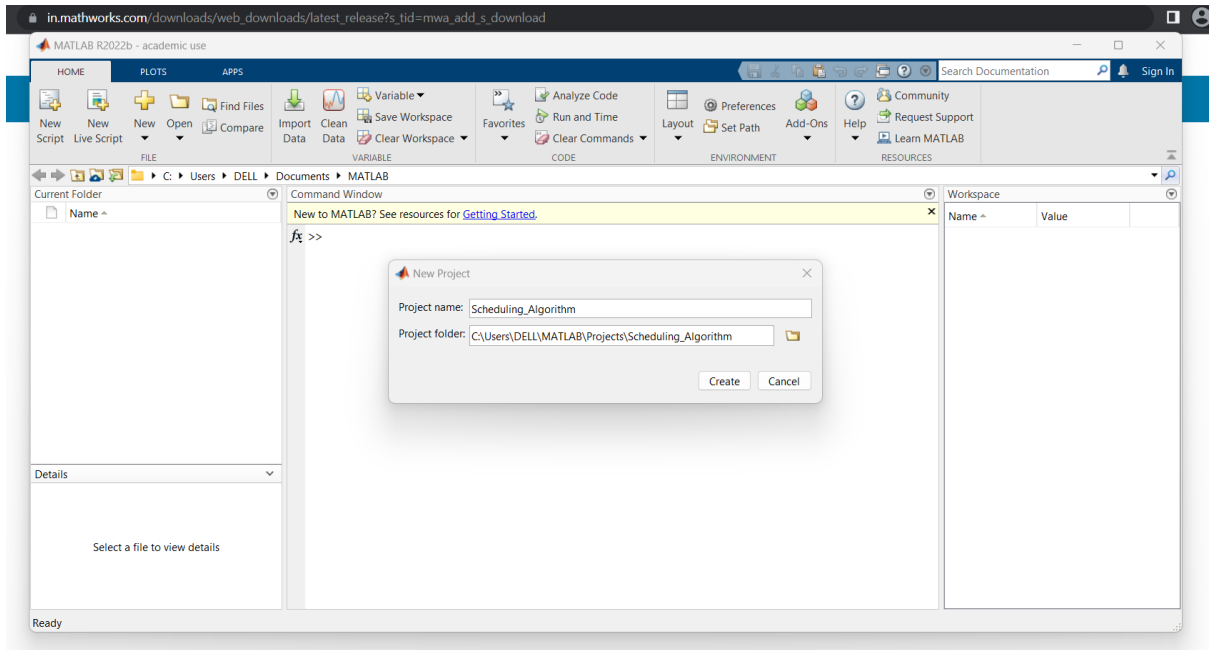 in.mathworks.com/downloads/web_downloads/latest_release?s_tid=mwa_add_s_download
MATLAB R2022b - academic use
HOME PLOTS APPS
Search Documentation
Sign In
New Script
New Live Script
New
Open
Find Files
Compare
FILE
Import Data
Clean Data
Variable
Save Workspace
Clear Workspace
VARIABLE
Favorites
Analyze Code
Run and Time
Clear Commands
CODE
Layout
Preferences
Set Path
Add-Ons
ENVIRONMENT
Help
Community
Request Support
Learn MATLAB
RESOURCES
C: Users DELL Documents MATLAB
Current Folder
Name
Command Window
New to MATLAB? See resources for Getting Started.
fx >>
Workspace
Name Value
New Project
Project name: Scheduling_Algorithm
Project folder: C:\Users\DELL\MATLAB\Projects\Scheduling_Algorithm
Create Cancel
Details
Select a file to view details
Ready